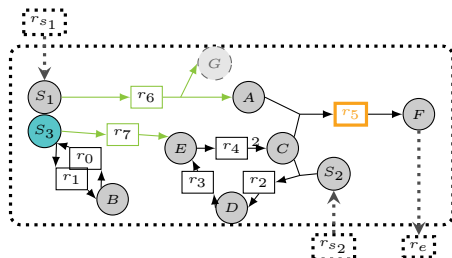 r_{s_1}
G
S_1
r_6
A
r_5
F
S_3
r_7
E
r_4
2
C
r_0
r_1
r_3
r_2
S_2
B
D
r_{s_2}
r_e